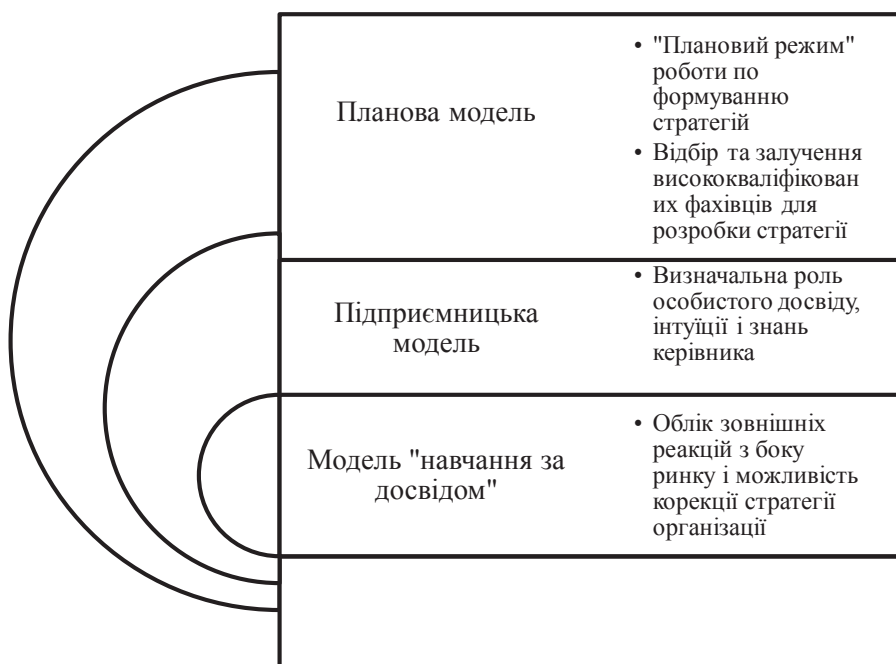 Планова модель
• "Плановий режим"
роботи по
формуванню
стратегій
• Відбір та залучення
висококваліфікован
их фахівців для
розробки стратегії
Підприємницька
модель
• Визначальна роль
особистого досвіду,
інтуїції і знань
керівника
Модель "навчання за
досвідом"
• Облік зовнішніх
реакцій з боку
ринку і можливість
корекції стратегії
організації